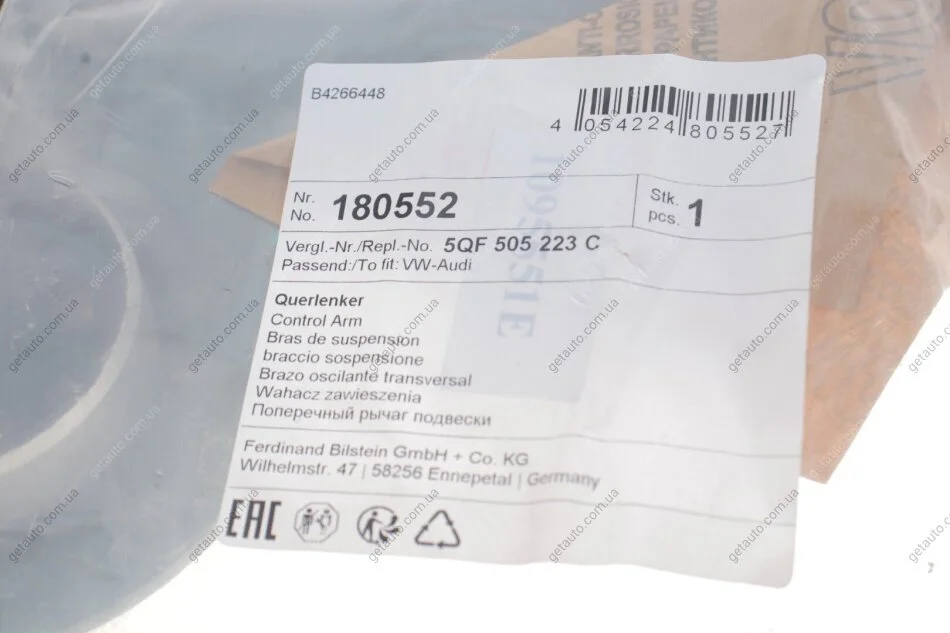 B4266448
4 054224 805527
Nr.
No. 180552
Stk.
pcs. 1
Vergl.-Nr./Repl.-No. 5QF 505 223 C
Passend:/To fit: VW-Audi
Querlenker
Control Arm
Bras de suspension
braccio sospensione
Brazo oscilante transversal
Wahacz zawieszenia
Поперечный рычаг подвески
Ferdinand Bilstein GmbH + Co. KG
Wilhelmstr. 47 | 58256 Ennepetal | Germany
EAC
getauto.com.ua